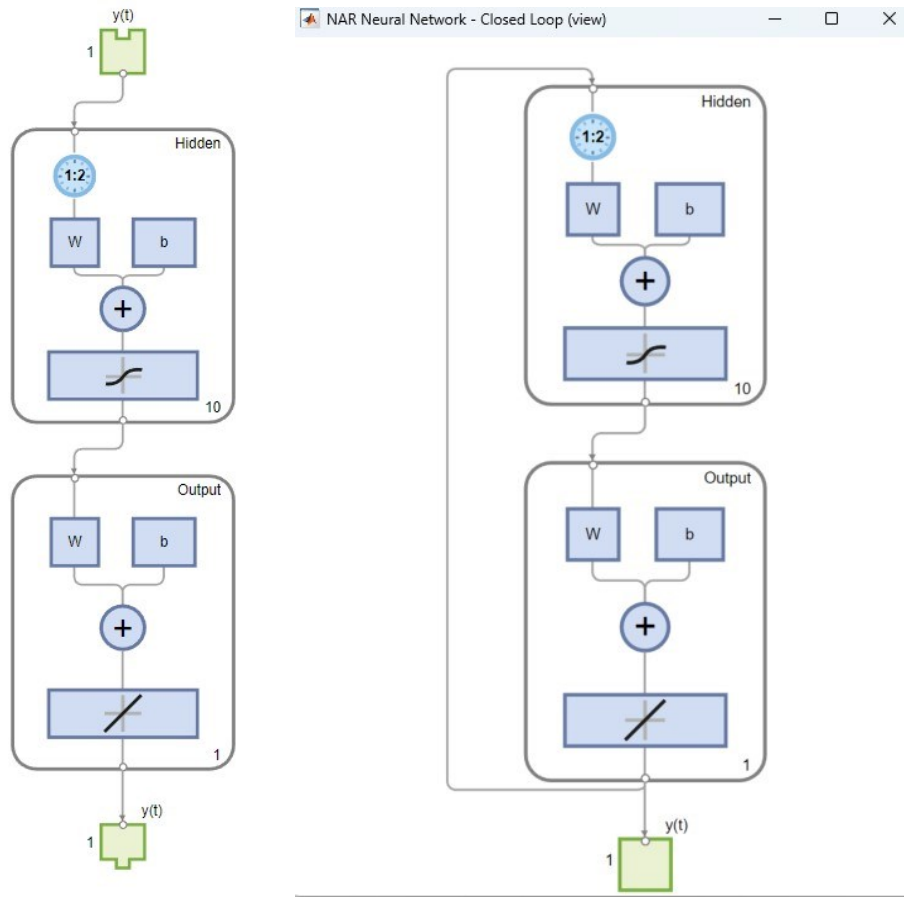 y(t)
1
Hidden
1:2
W
b
+
10
Output
W
b
+
1
y(t)
1
NAR Neural Network - Closed Loop (view)
Hidden
1:2
W
b
+
10
Output
W
b
+
1
y(t)
1